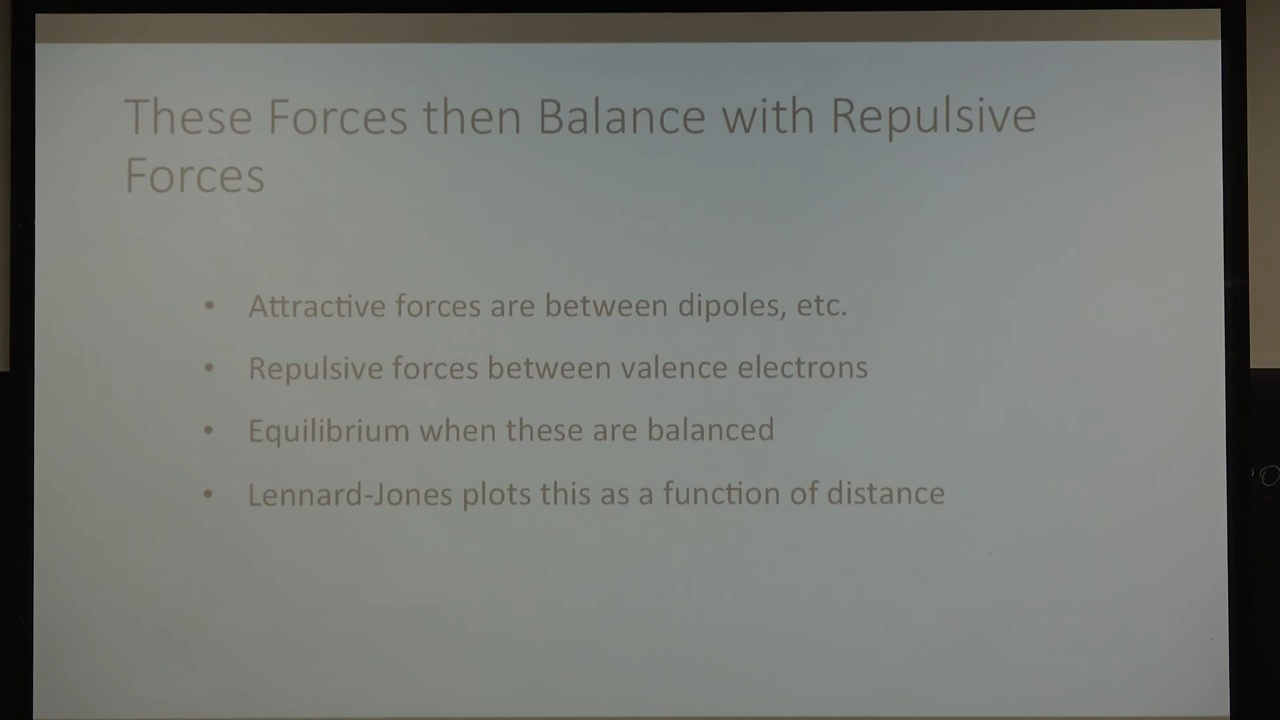 These Forces then Balance with Repulsive
Forces
• Attractive forces are between dipoles, etc.
• Repulsive forces between valence electrons
• Equilibrium when these are balanced
• Lennard-Jones plots this as a function of distance